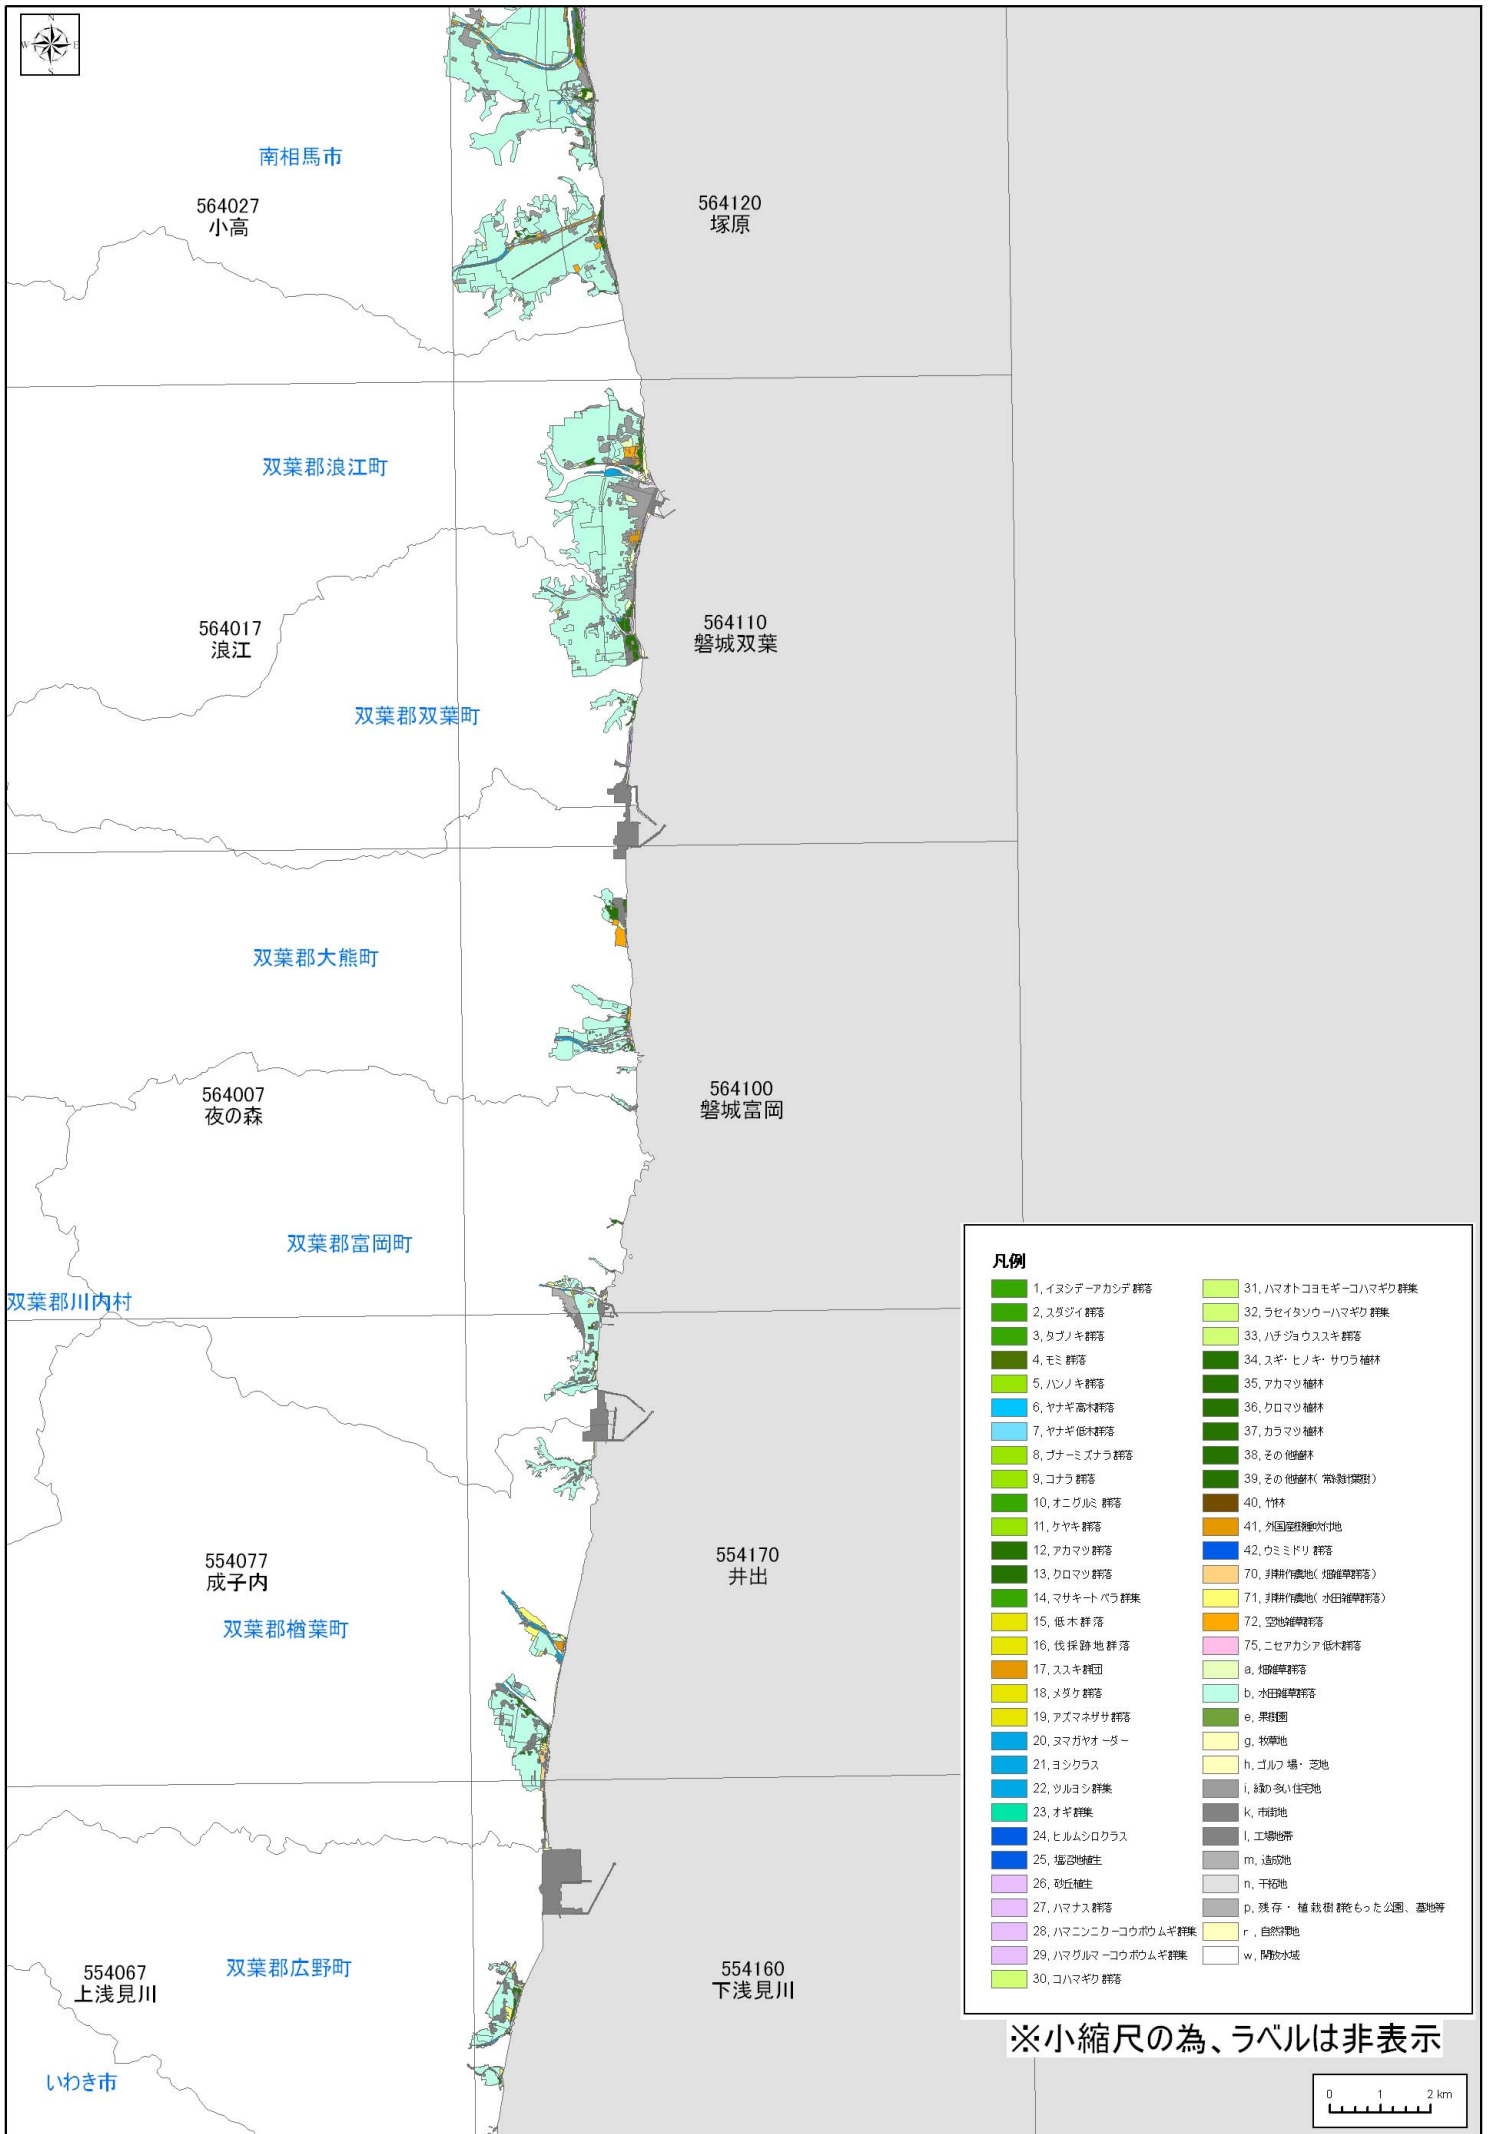 N
W
E
S
南相馬市
564027
小高
564120
塚原
双葉郡浪江町
564017
浪江
564110
磐城双葉
双葉郡双葉町
双葉郡大熊町
564007
夜の森
564100
磐城富岡
双葉郡富岡町
双葉郡川内村
554077
成子内
554170
井出
双葉郡楢葉町
554067
上浅見川
双葉郡広野町
554160
下浅見川
いわき市
凡例
1, イヌシデーアカシデ群落
2, スダジイ群落
3, タブノキ群落
4, モミ群落
5, ハンノキ群落
6, ヤナギ高木群落
7, ヤナギ低木群落
8, ブナーミズナラ群落
9, コナラ群落
10, オニグルミ群落
11, ケヤキ群落
12, アカマツ群落
13, クロマツ群落
14, マサキートベラ群集
15, 低木群落
16, 伐採跡地群落
17, ススキ群団
18, メダケ群落
19, アズマネザサ群落
20, ヌマガヤオーダー
21, ヨシクラス
22, ツルヨシ群集
23, オギ群集
24, ヒルムシロクラス
25, 塩沼地植生
26, 砂丘植生
27, ハマナス群落
28, ハマニンニクーコウボウムギ群集
29, ハマグルマーコウボウムギ群集
30, コハマギク群落
31, ハマオトコヨモギーコハマギク群集
32, ラセイタソウーハマギク群集
33, ハチジョウススキ群落
34, スギ・ヒノキ・サワラ植林
35, アカマツ植林
36, クロマツ植林
37, カラマツ植林
38, その他植林
39, その他植林(常緑針葉樹)
40, 竹林
41, 外国産樹種吹付地
42, ウミミドリ群落
70, 非耕作農地(畑雑草群落)
71, 非耕作農地(水田雑草群落)
72, 空地雑草群落
75, ニセアカシア低木群落
a, 畑雑草群落
b, 水田雑草群落
e, 果樹園
g, 牧草地
h, ゴルフ場・芝地
i, 緑の多い住宅地
k, 市街地
l, 工場地帯
m, 造成地
n, 干拓地
p, 残存・植栽樹群をもった公園、墓地等
r, 自然裸地
w, 開放水域
※小縮尺の為、ラベルは非表示
0 1 2 km